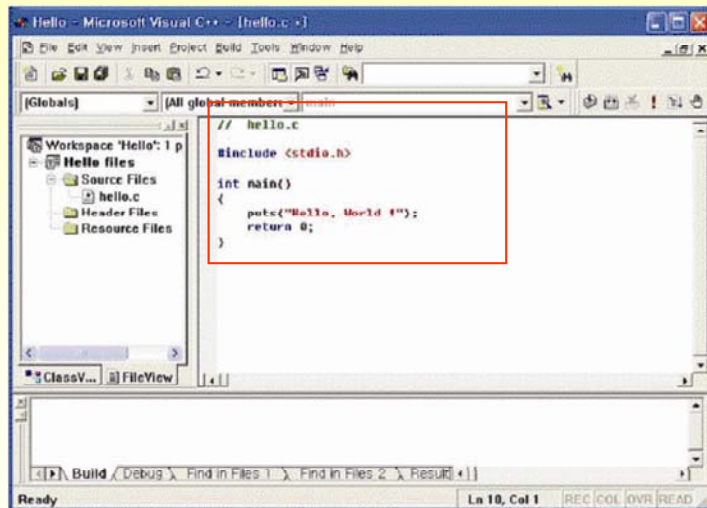 Hello - Microsoft Visual C++ - [hello.c *]
File Edit View Insert Project Build Tools Window Help
(Globals) (All global members main
Workspace 'Hello': 1 p
Hello files
Source Files
hello.c
Header Files
Resource Files
ClassV... FileView
// hello.c
#include <stdio.h>
int main()
{
puts("Hello, World !");
return 0;
}
Build Debug Find in Files 1 Find in Files 2 Result
Ready Ln 10, Col 1 REC COL OVR READ